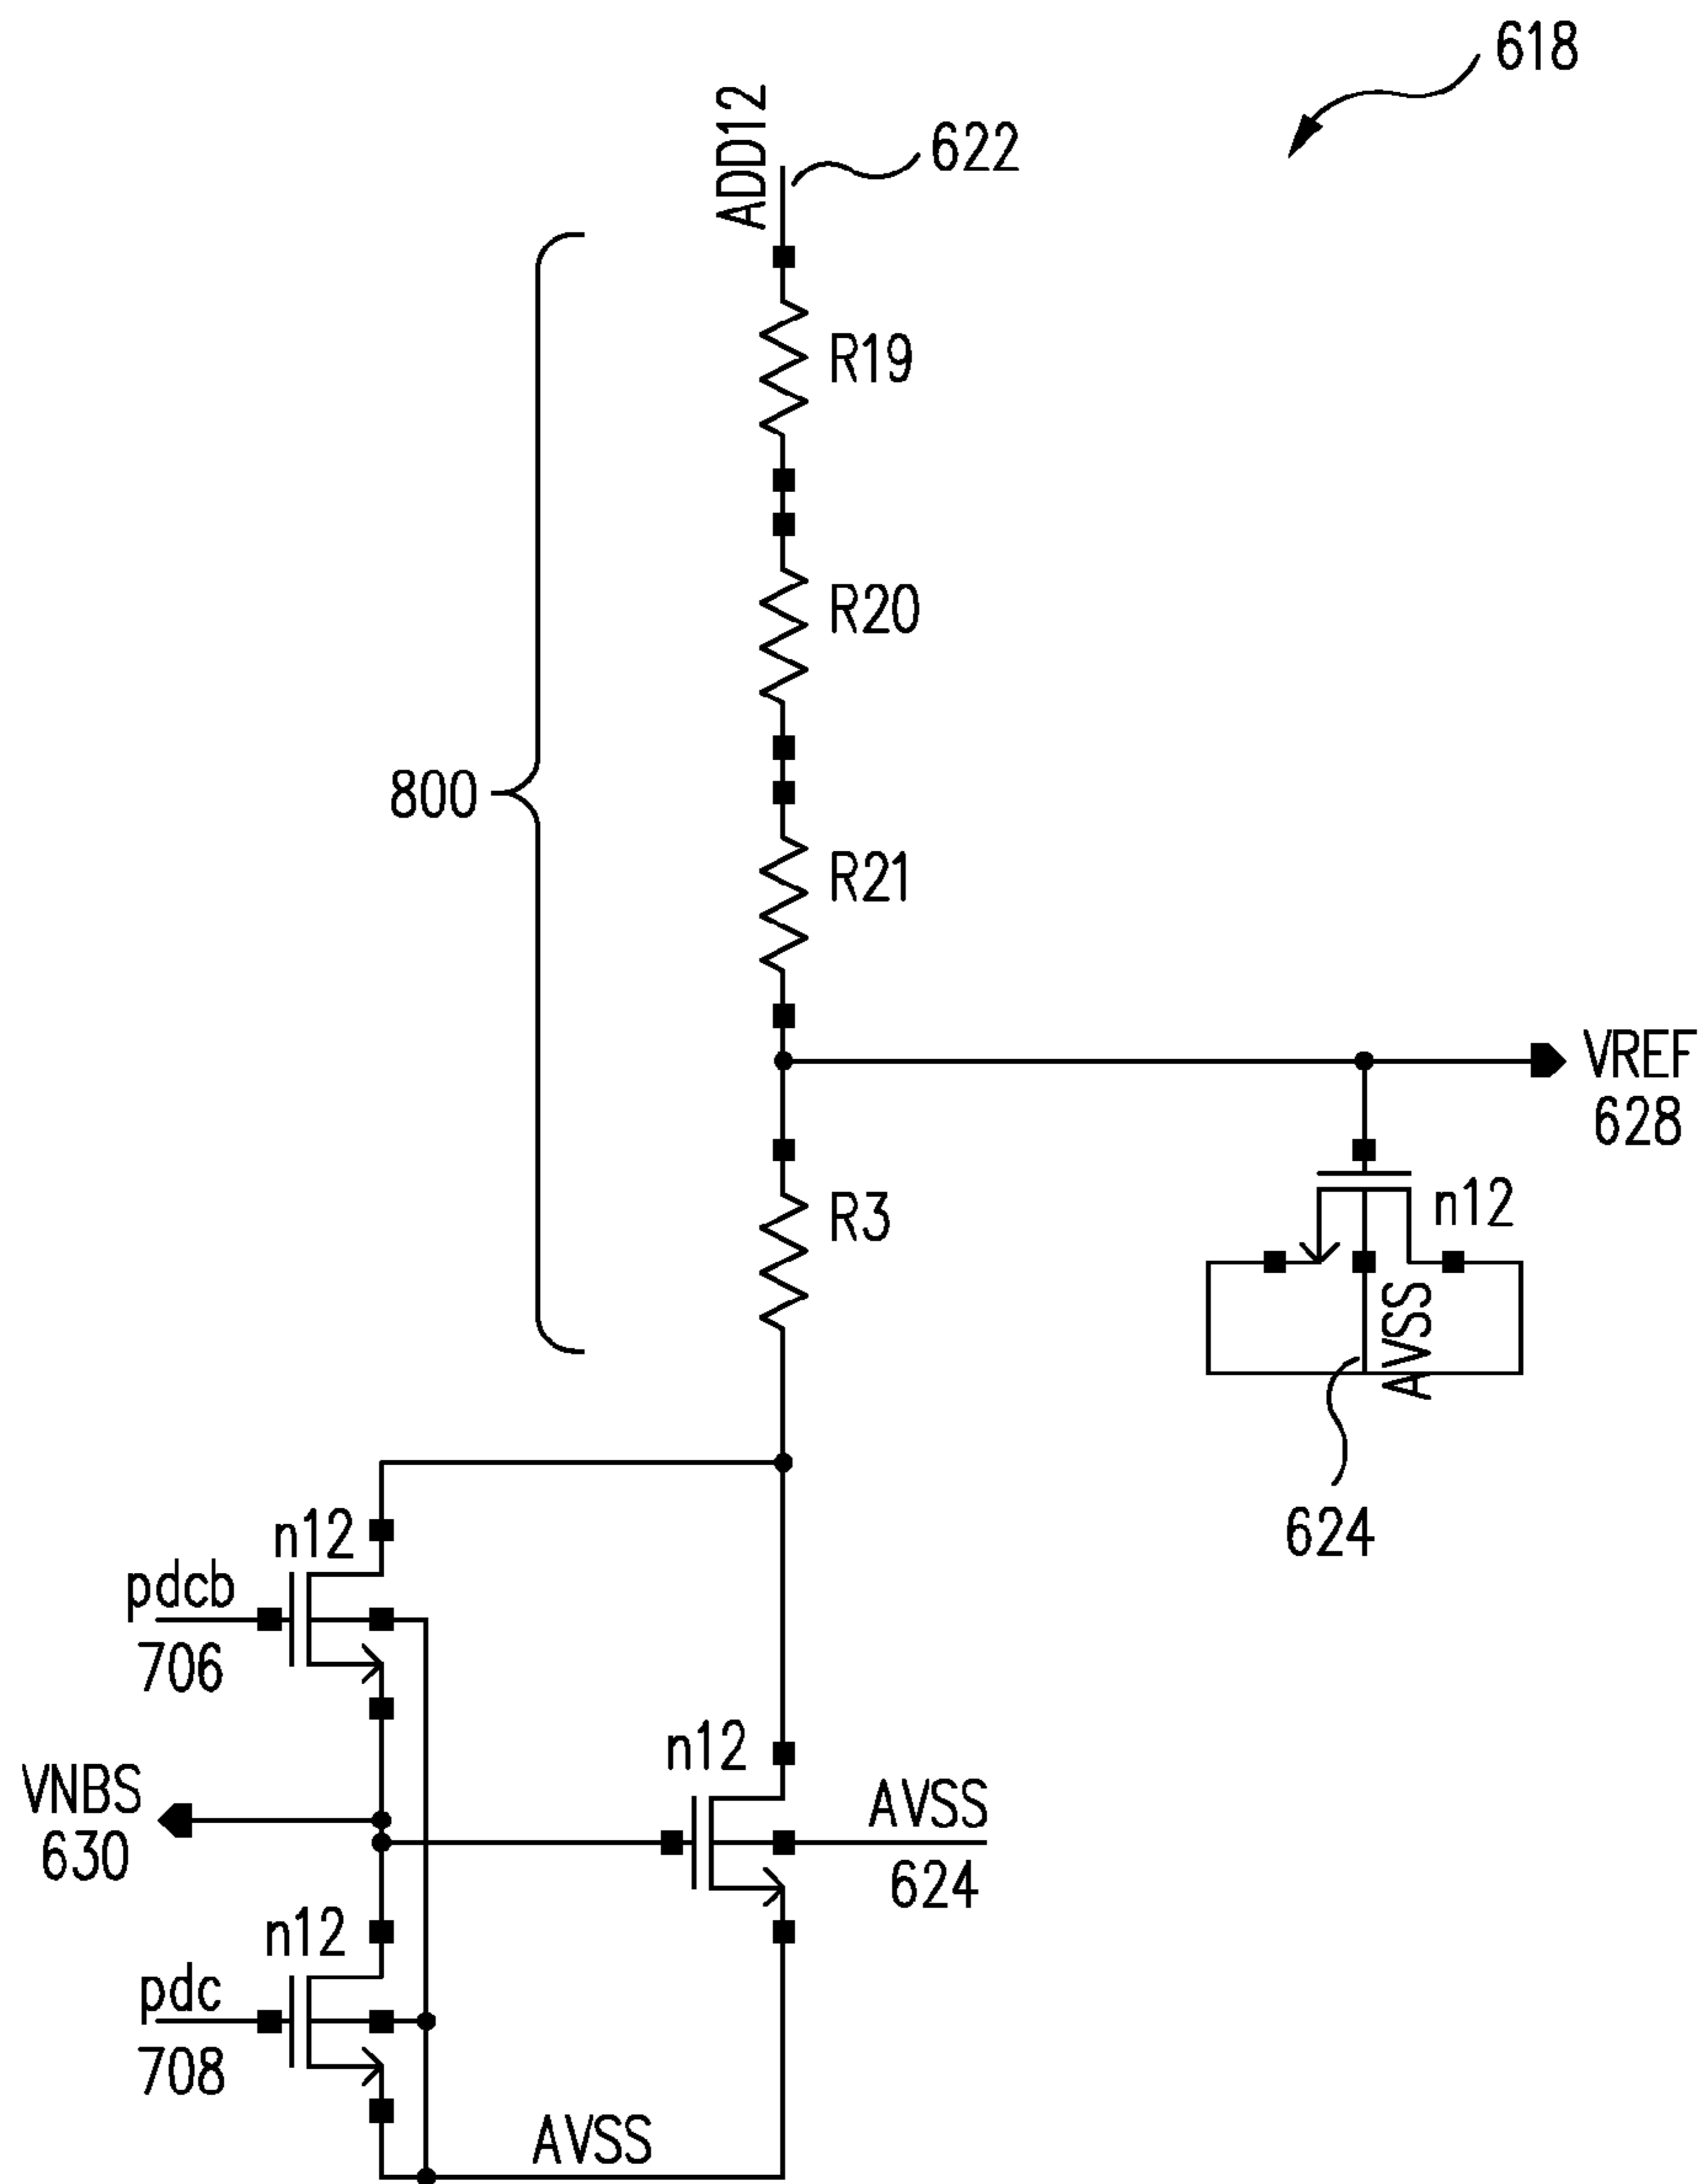 618
ADD12
622
R19
R20
800
R21
VREF
628
R3
n12
AVSS
624
n12
pdcb
706
n12
VNBS
630
AVSS
624
n12
pdc
708
AVSS